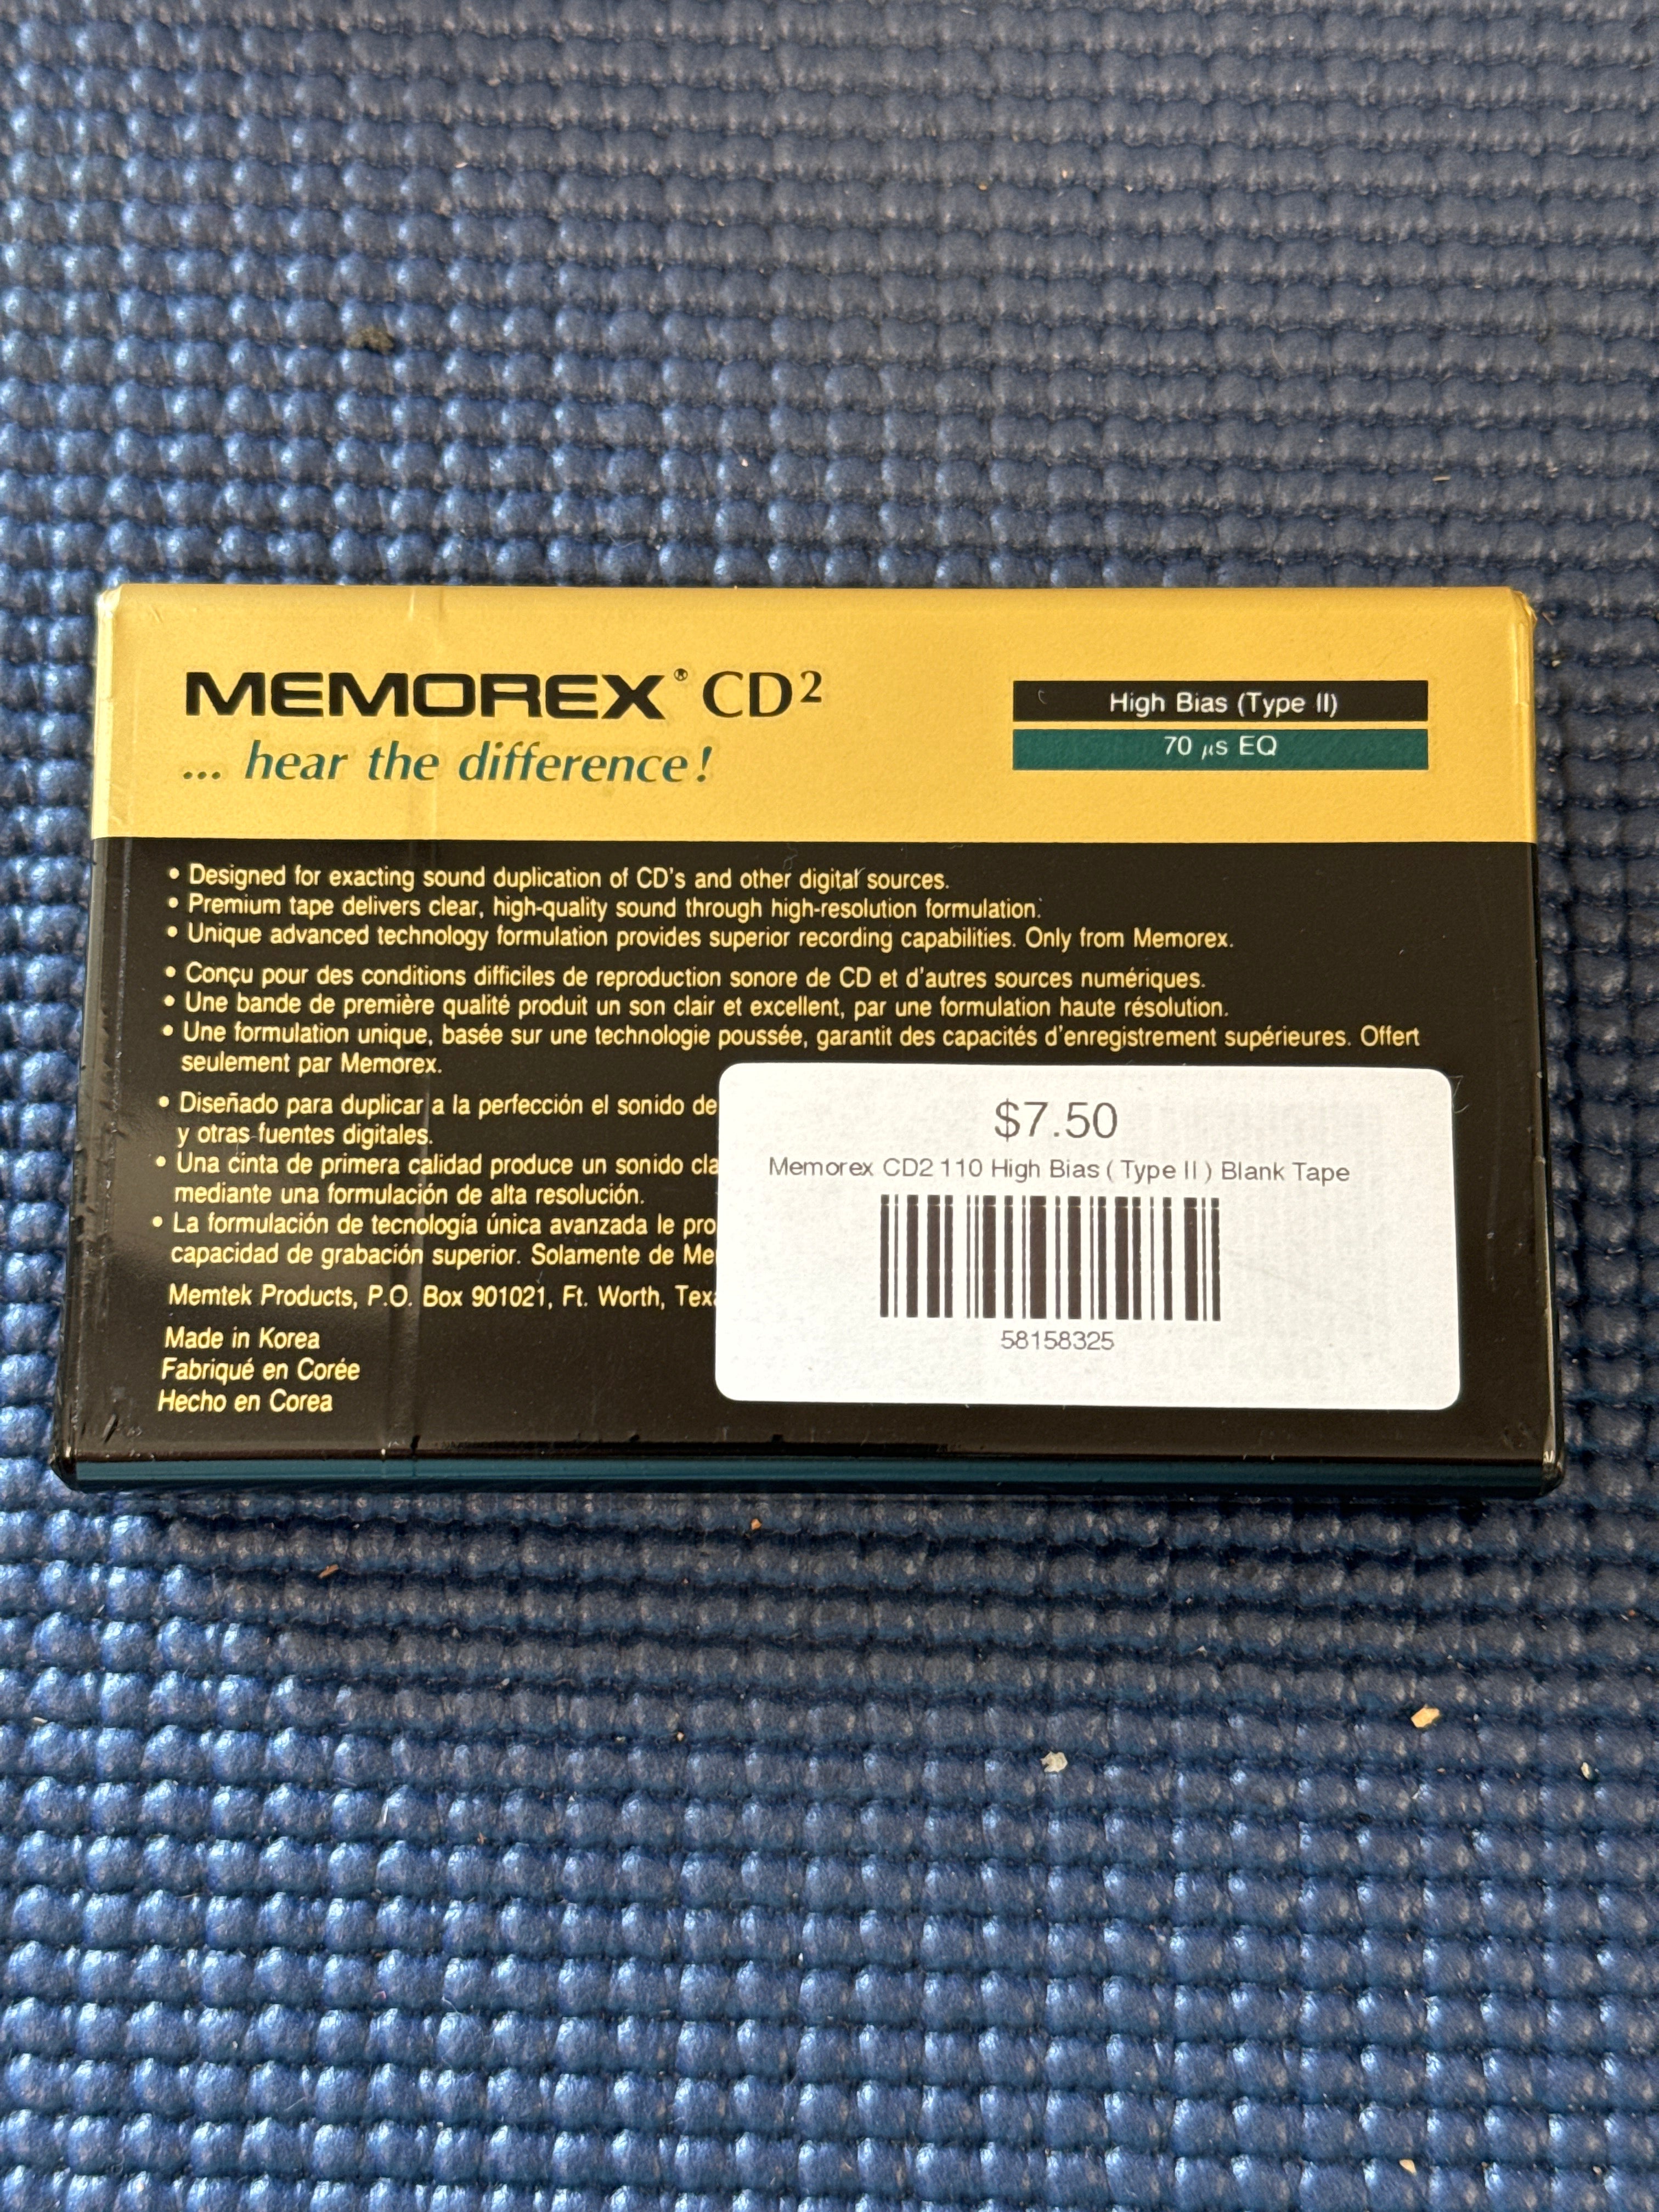 MEMOREX® CD²
... hear the difference!
High Bias (Type II)
70 µs EQ
• Designed for exacting sound duplication of CD's and other digital sources.
• Premium tape delivers clear, high-quality sound through high-resolution formulation.
• Unique advanced technology formulation provides superior recording capabilities. Only from Memorex.
• Conçu pour des conditions difficiles de reproduction sonore de CD et d'autres sources numériques.
• Une bande de première qualité produit un son clair et excellent, par une formulation haute résolution.
• Une formulation unique, basée sur une technologie poussée, garantit des capacités d'enregistrement supérieures. Offert
seulement par Memorex.
• Diseñado para duplicar a la perfección el sonido de
y otras fuentes digitales.
• Una cinta de primera calidad produce un sonido
mediante una formulación de alta resolución.
• La formulación de tecnología única avanzada le
capacidad de grabación superior. Solamente de
Memtek Products, P.O. Box 901021, Ft. Worth,
Made in Korea
Fabriqué en Corée
Hecho en Corea
$7.50
Memorex CD2 110 High Bias ( Type II ) Blank Tape
58158325